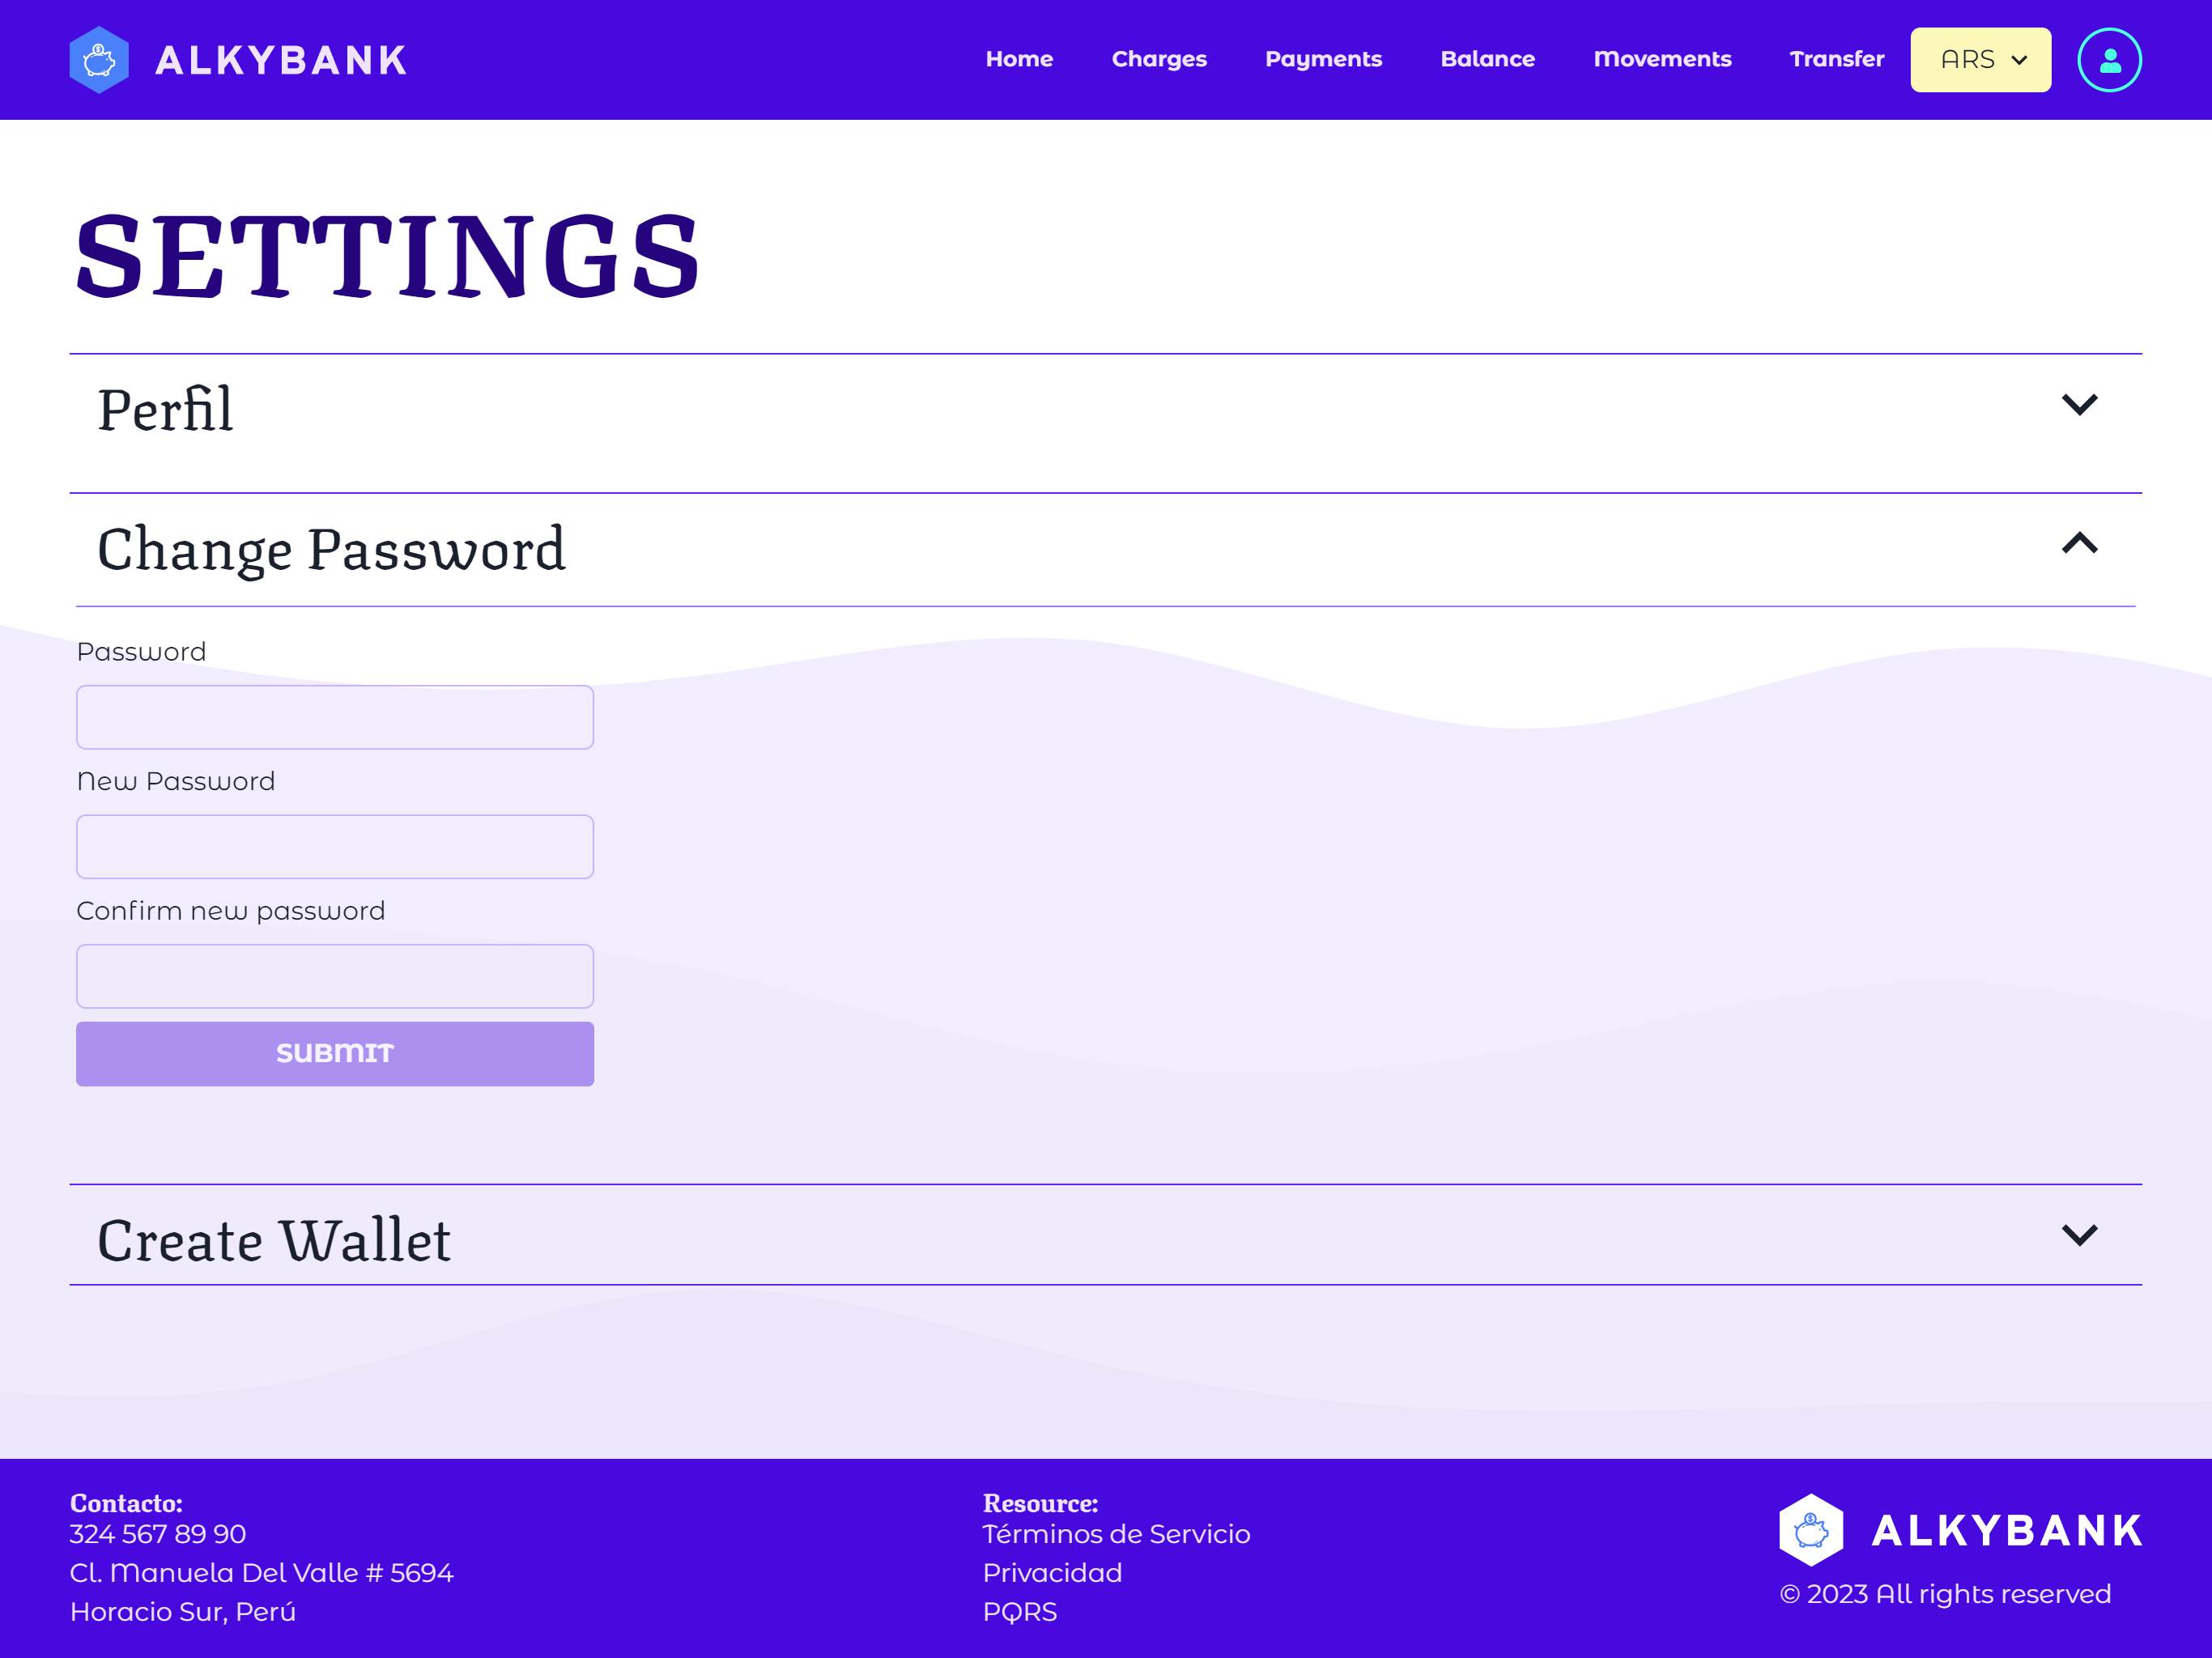 ALKYBANK
Home Charges Payments Balance Movements Transfer ARS
SETTINGS
Perfil
Change Password
Password
New Password
Confirm new password
SUBMIT
Create Wallet
Contacto:
324 567 89 90
Cl. Manuela Del Valle # 5694
Horacio Sur, Perú
Resource:
Términos de Servicio
Privacidad
PQRS
ALKYBANK
© 2023 All rights reserved